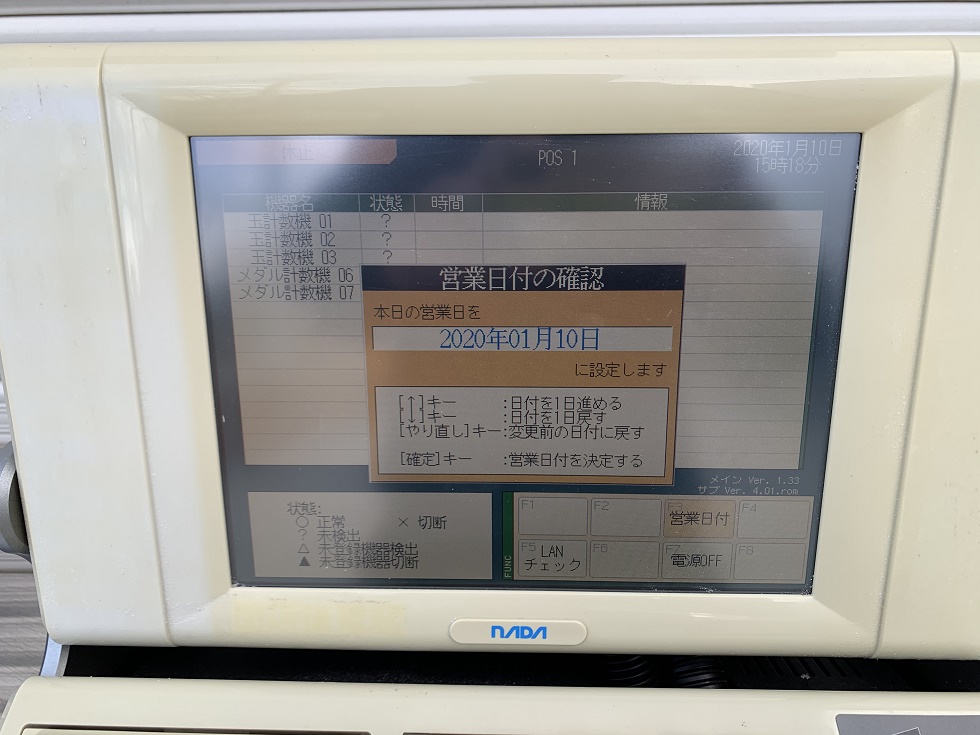 休止
POS 1
2020年1月10日
15時18分
機器名 状態 時間 情報
玉計数機 01 ?
玉計数機 02 ?
玉計数機 03 ?
メダル計数機 06
メダル計数機 07
営業日付の確認
本日の営業日を
2020年01月10日
に設定します
[↑]キー :日付を1日進める
[↓]キー :日付を1日戻す
[やり直し]キー:変更前の日付に戻す
[確定]キー :営業日付を決定する
メイン Ver. 1.33
サブ Ver. 4.01.rom
状態:
○ 正常 × 切断
? 未検出
△ 未登録機器検出
▲ 未登録機器切断
FUNC
F1 F2 F3 営業日付 F4
F5 LANチェック F6 F7 電源OFF F8
NADA